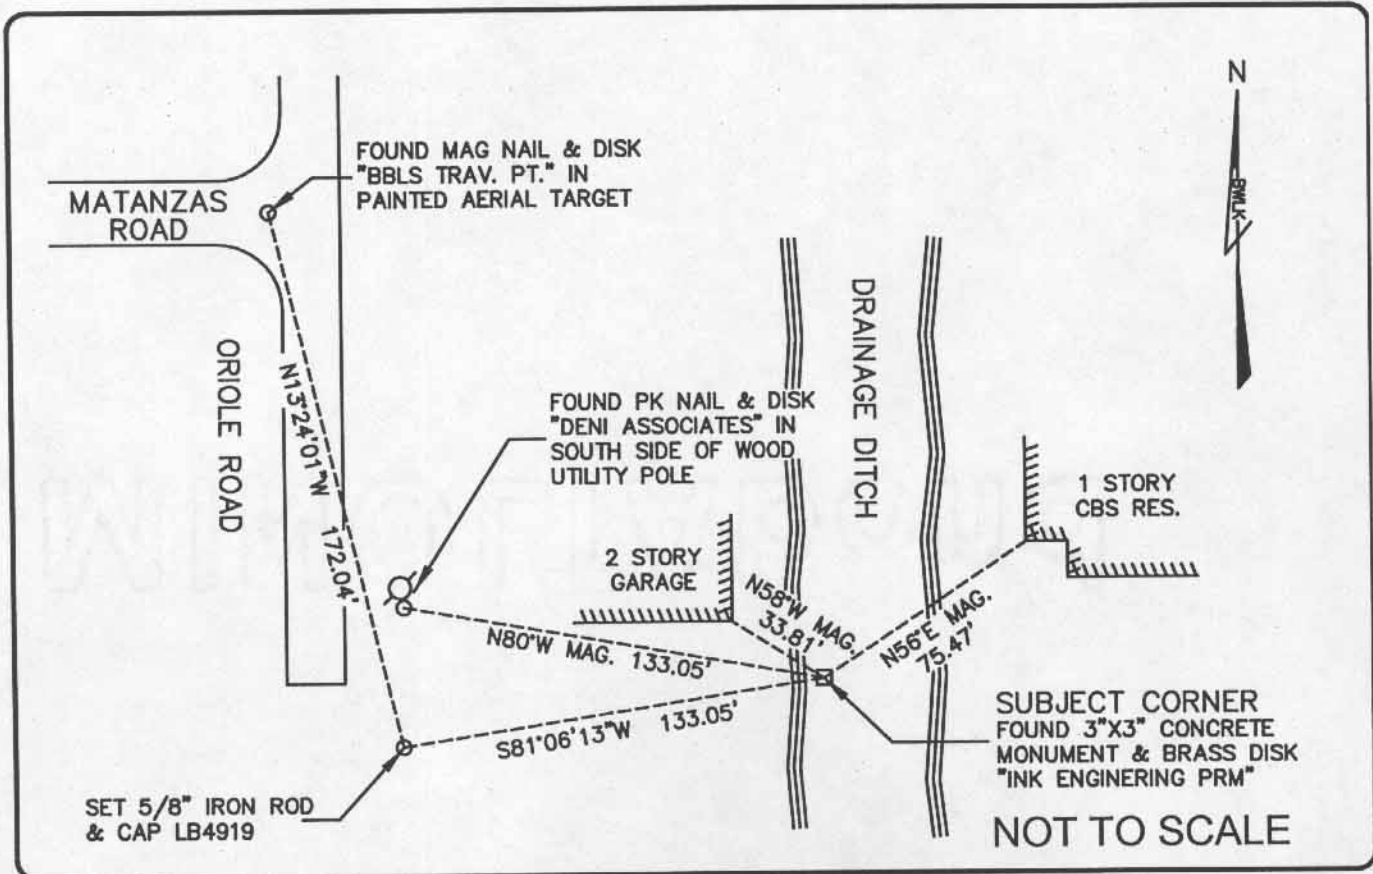 N
BWLK
FOUND MAG NAIL & DISK
"BBLS TRAV. PT." IN
PAINTED AERIAL TARGET
MATANZAS
ROAD
ORIOLE ROAD
N13°24'01"W 172.04'
FOUND PK NAIL & DISK
"DENI ASSOCIATES" IN
SOUTH SIDE OF WOOD
UTILITY POLE
DRAINAGE DITCH
1 STORY
CBS RES.
2 STORY
GARAGE
N58°W MAG.
33.81'
N56°E MAG.
75.47'
N80°W MAG. 133.05'
S81°06'13"W 133.05'
SUBJECT CORNER
FOUND 3"X3" CONCRETE
MONUMENT & BRASS DISK
"INK ENGINERING PRM"
SET 5/8" IRON ROD
& CAP LB4919
NOT TO SCALE